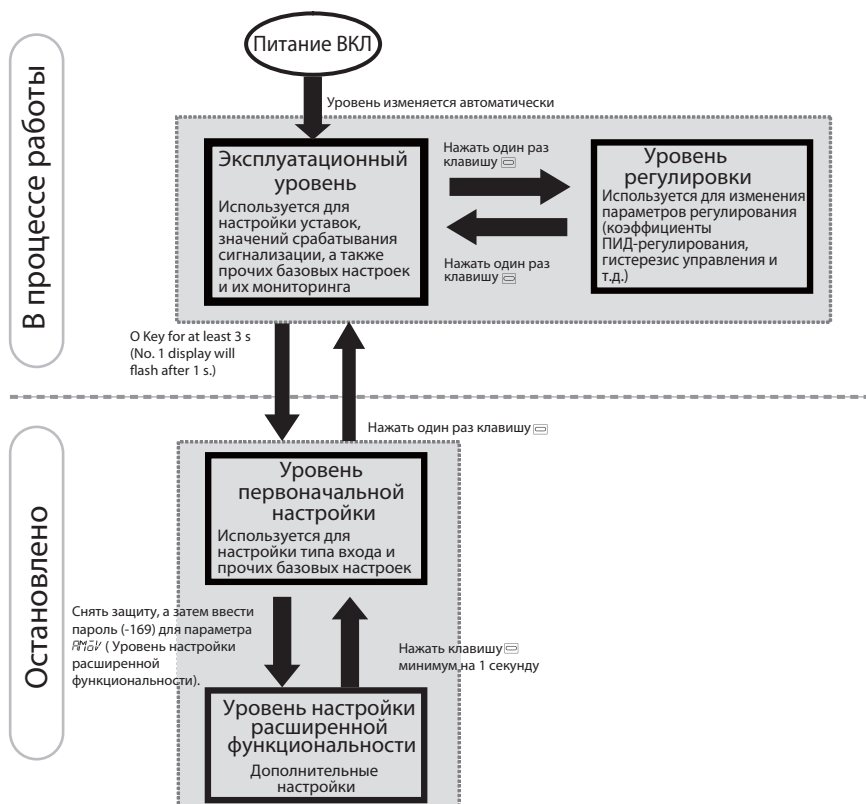 Питание ВКЛ
В процессе работы
Уровень изменяется автоматически
Эксплуатационный
уровень
Используется для
настройки уставок,
значений срабатывания
сигнализации, а также
прочих базовых настроек
и их мониторинга
Нажать один раз
клавишу
Нажать один раз
клавишу
Уровень
регулировки
Используется для изменения
параметров регулирования
(коэффициенты
ПИД-регулирования,
гистерезис управления и
т.д.)
O Key for at least 3 s
(No. 1 display will
flash after 1 s.)
Нажать один раз клавишу
Остановлено
Уровень
первоначальной
настройки
Используется для
настройки типа входа и
прочих базовых настроек
Снять защиту, а затем ввести
пароль (-169) для параметра
( Уровень настройки
расширенной
функциональности).
Нажать клавишу
минимум на 1 секунду
Уровень настройки
расширенной
функциональности
Дополнительные
настройки